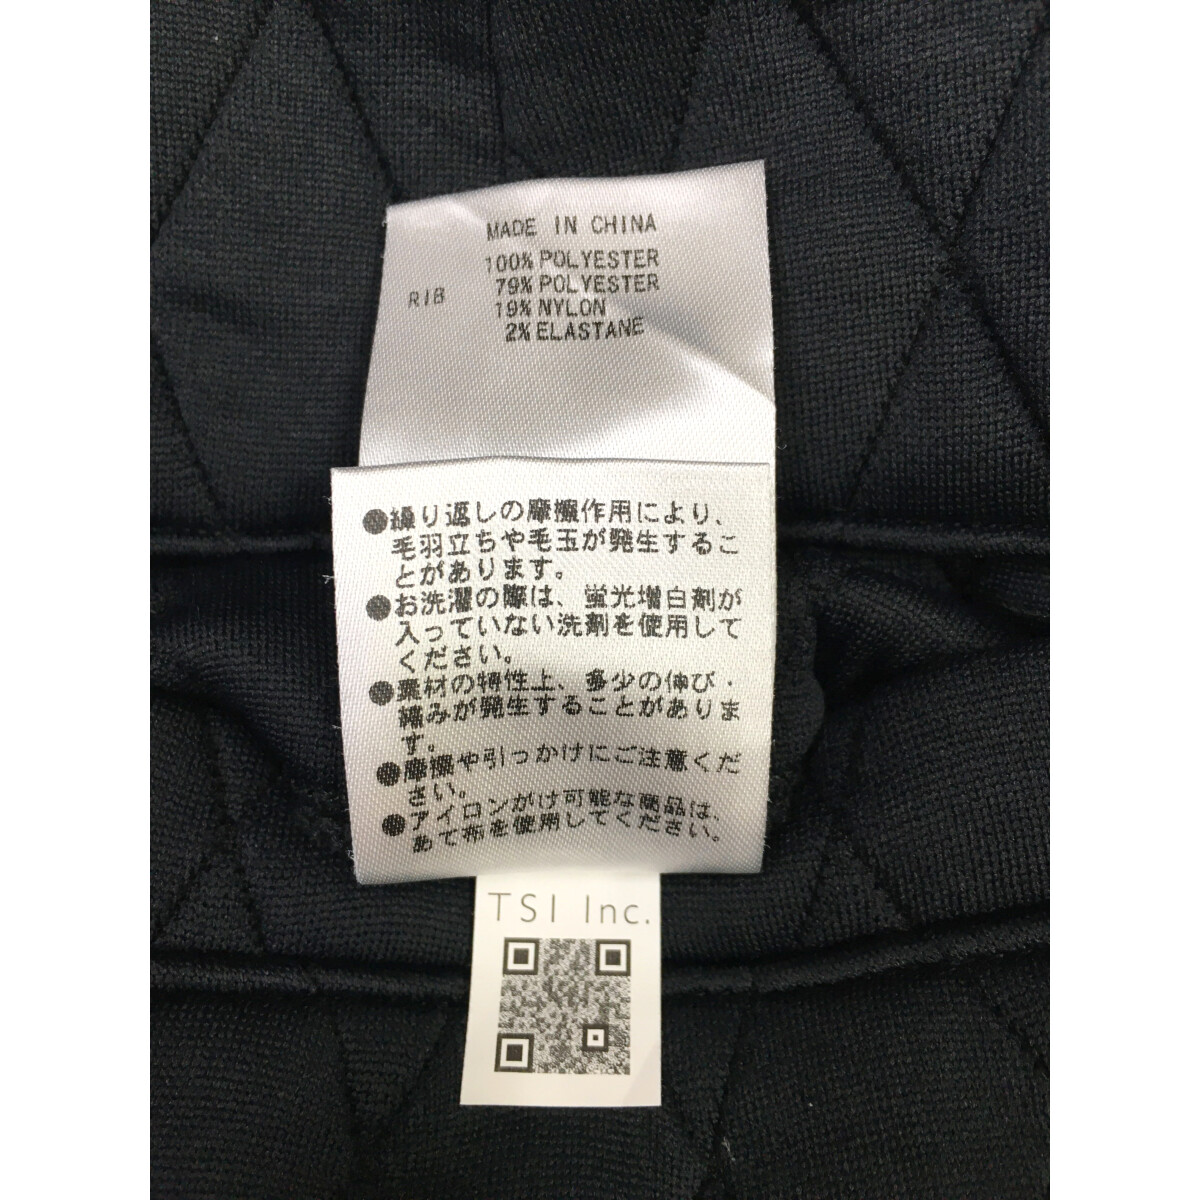 MADE IN CHINA
100% POLYESTER
RIB 79% POLYESTER
19% NYLON
2% ELASTANE
●繰り返しの摩擦作用により、
毛羽立ちや毛玉が発生するこ
とがあります。
●お洗濯の際は、蛍光増白剤が
入っていない洗剤を使用して
ください。
●素材の特性上、多少の伸び・
縮みが発生することがありま
す。
●摩擦や引っかけにご注意くだ
さい。
●アイロンがけ可能な商品は、
あて布を使用してください。
TSI Inc.